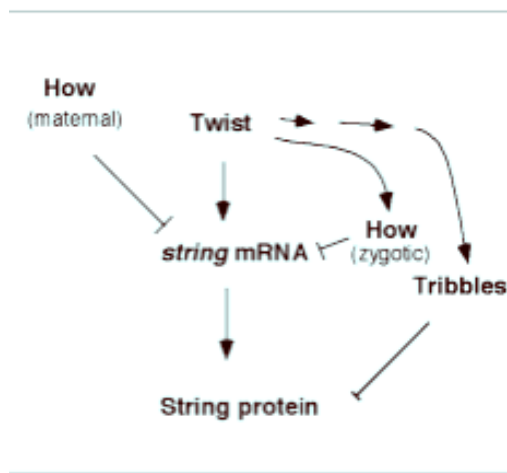 How
(maternal)
Twist
string mRNA
How
(zygotic)
Tribbles
String protein